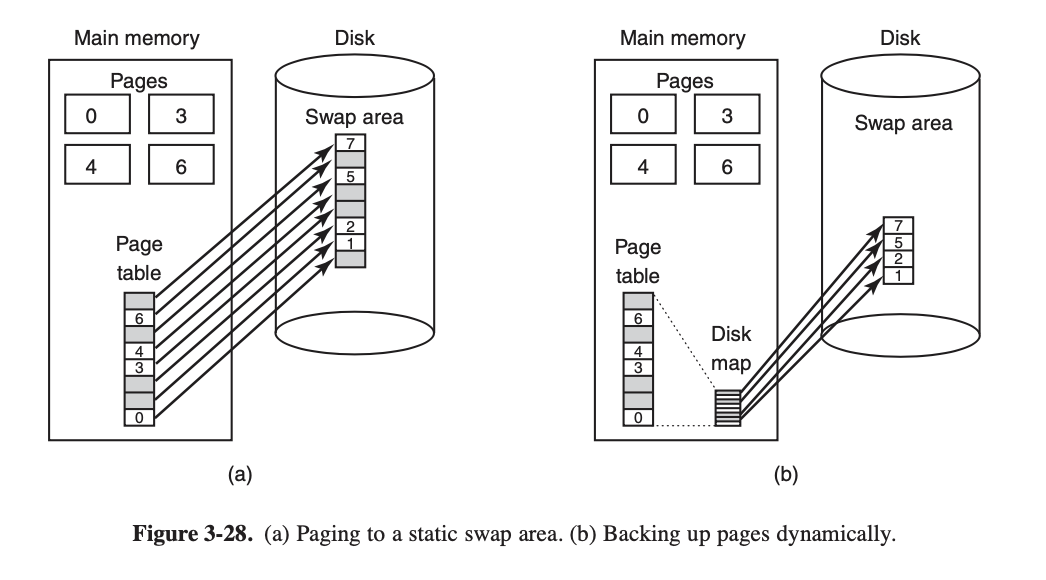 Main memory
Disk
Pages
0 3
4 6
Swap area
7
5
2
1
Page
table
6
4
3
0
(a)
Main memory
Disk
Pages
0 3
4 6
Swap area
7
5
2
1
Page
table
6
4
3
0
Disk
map
(b)
Figure 3-28. (a) Paging to a static swap area. (b) Backing up pages dynamically.